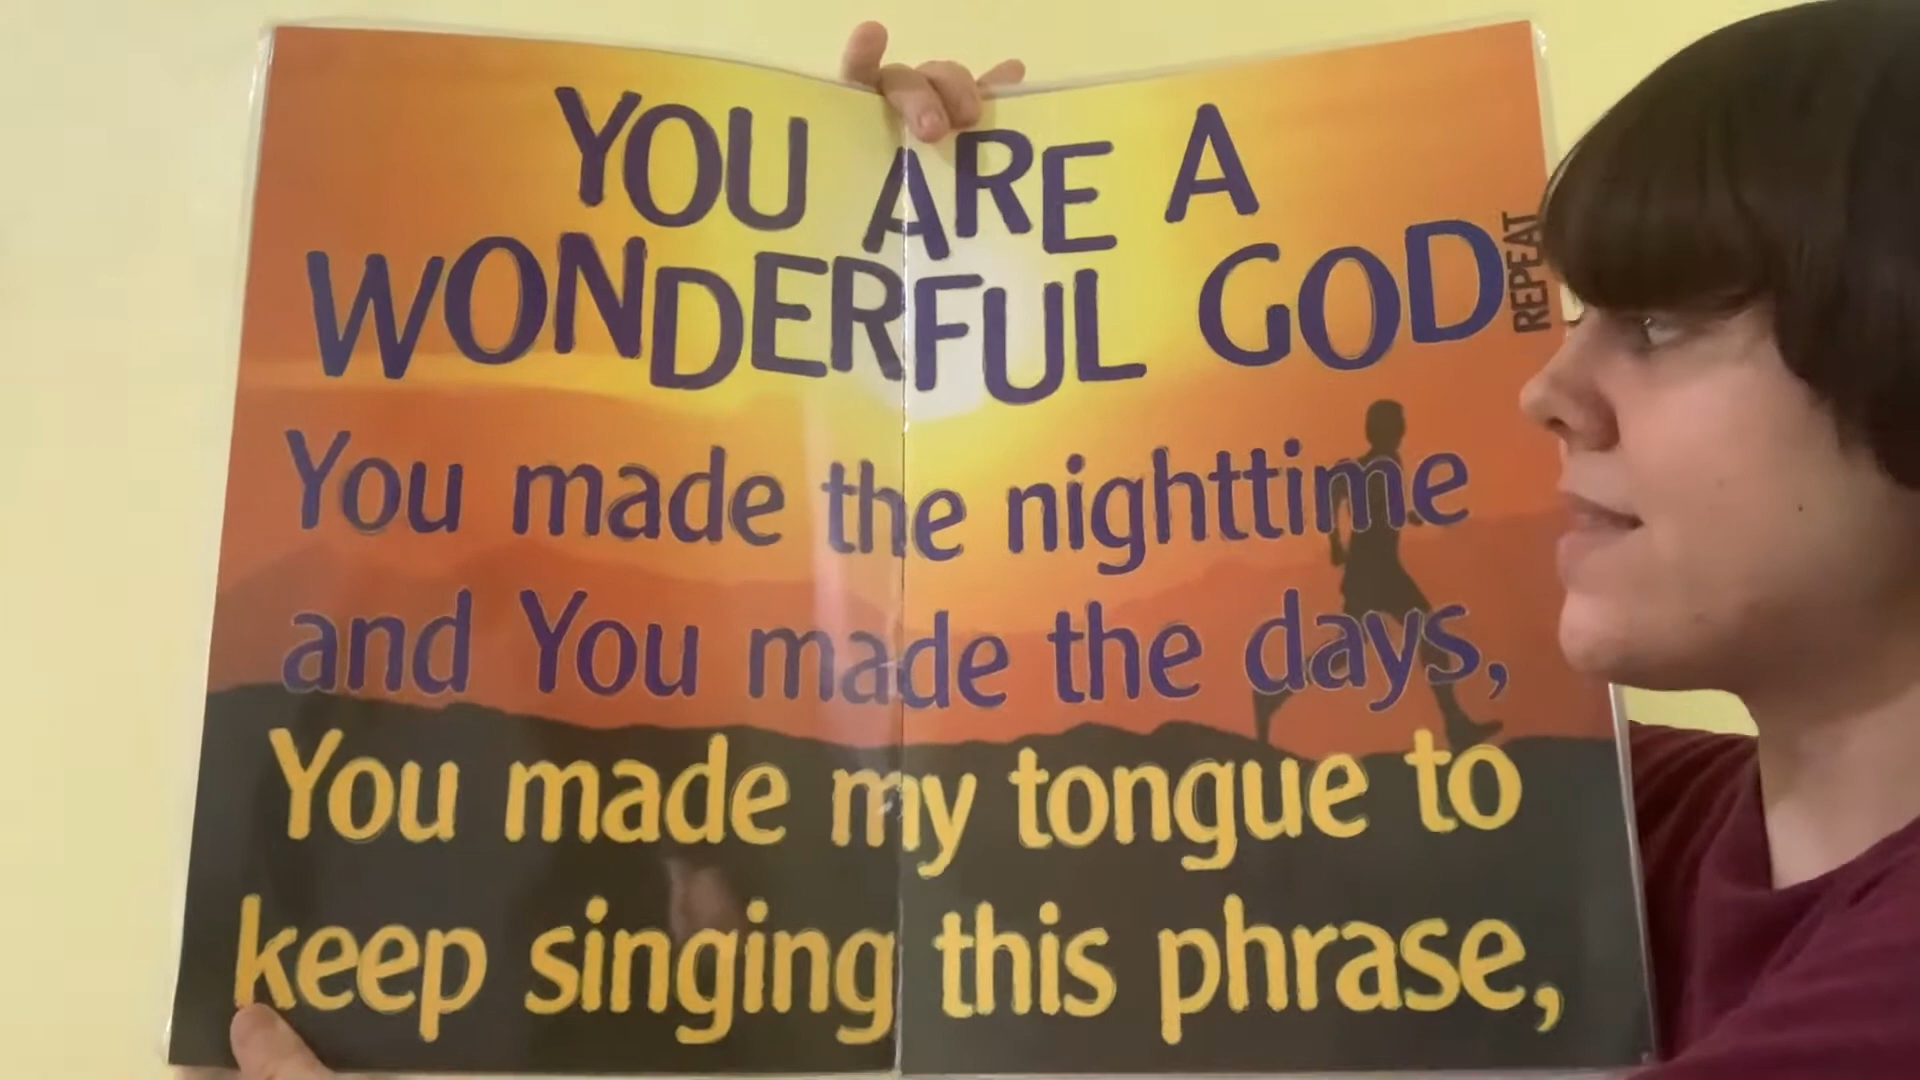 YOU ARE A
WONDERFUL GOD
REPEAT
You made the nighttime
and You made the days,
You made my tongue to
keep singing this phrase,